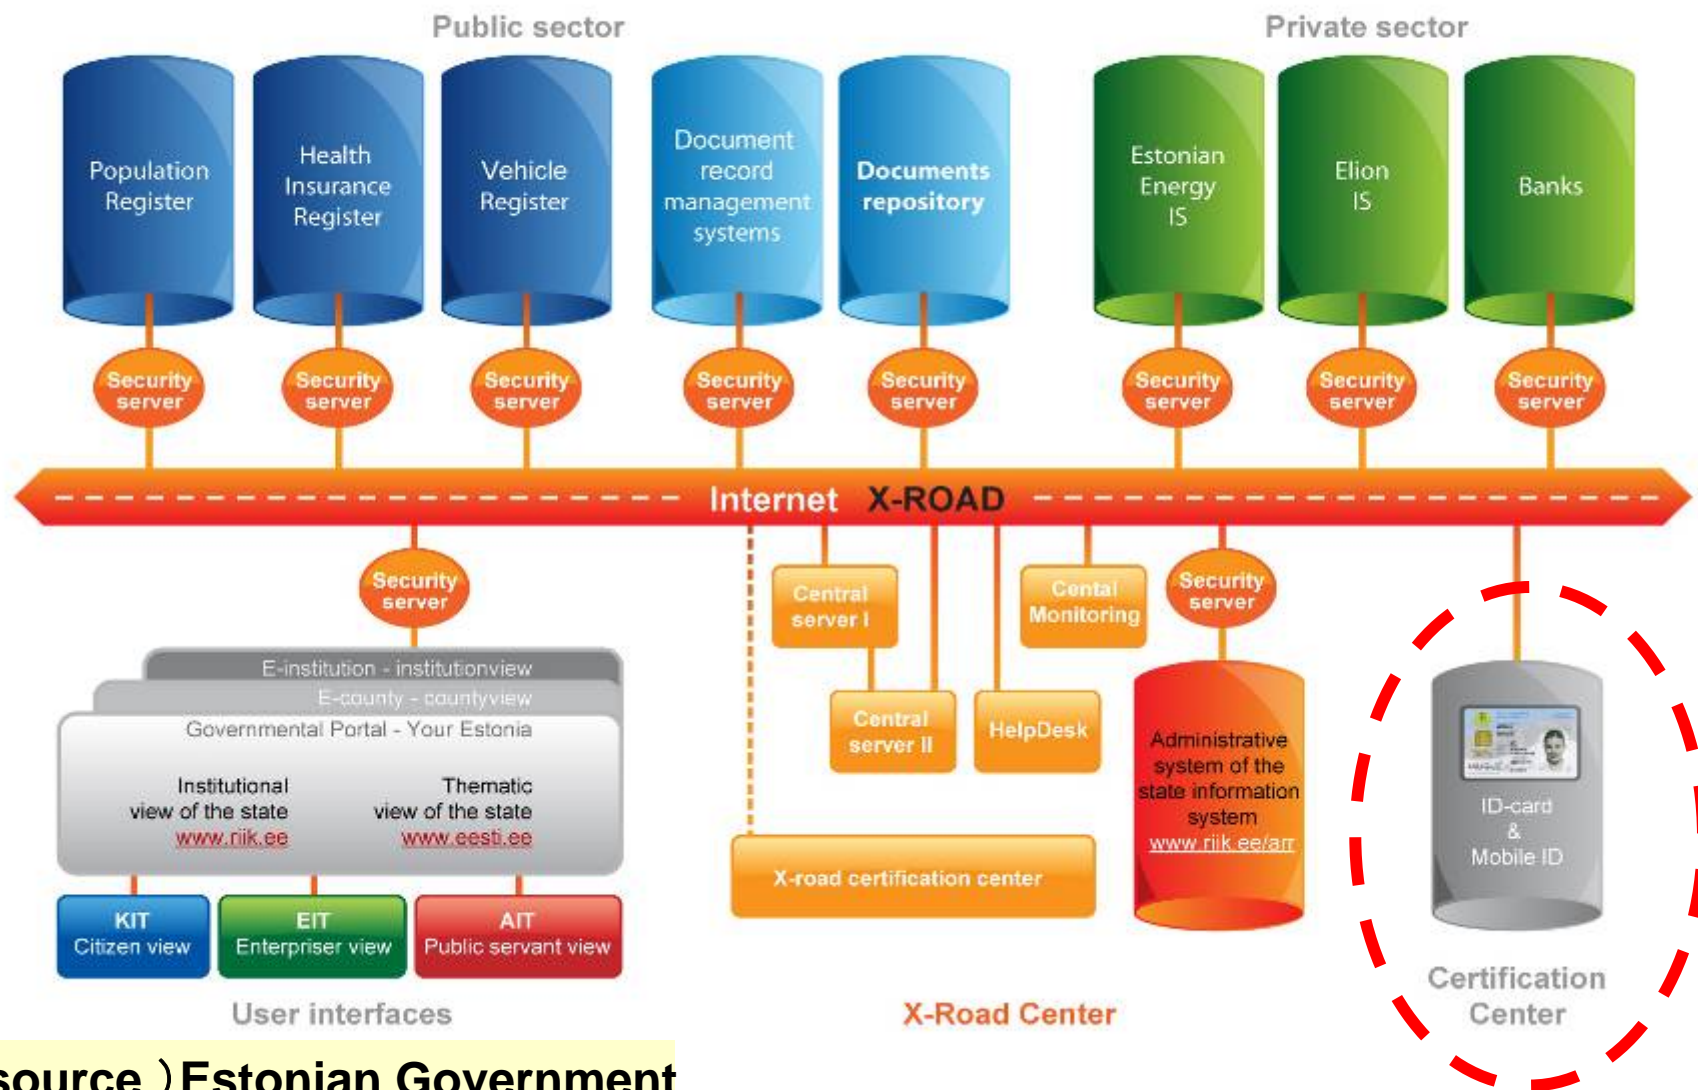 Public sector
Private sector
Population
Register
Health
Insurance
Register
Vehicle
Register
Document
record
management
systems
Documents
repository
Estonian
Energy
IS
Elion
IS
Banks
Security
server
Security
server
Security
server
Security
server
Security
server
Security
server
Security
server
Security
server
Internet X-ROAD
Security
server
E-institution - institutionview
E-county - countyview
Governmental Portal - Your Estonia
Institutional
view of the state
www.riik.ee
Thematic
view of the state
www.eesti.ee
KIT
Citizen view
EIT
Enterpriser view
AIT
Public servant view
User interfaces
Central
server I
Central
server II
HelpDesk
Cental
Monitoring
X-road certification center
Security
server
Administrative
system of the
state information
system
www.riik.ee/arr
X-Road Center
ID-card
&
Mobile ID
Certification
Center
source ) Estonian Government